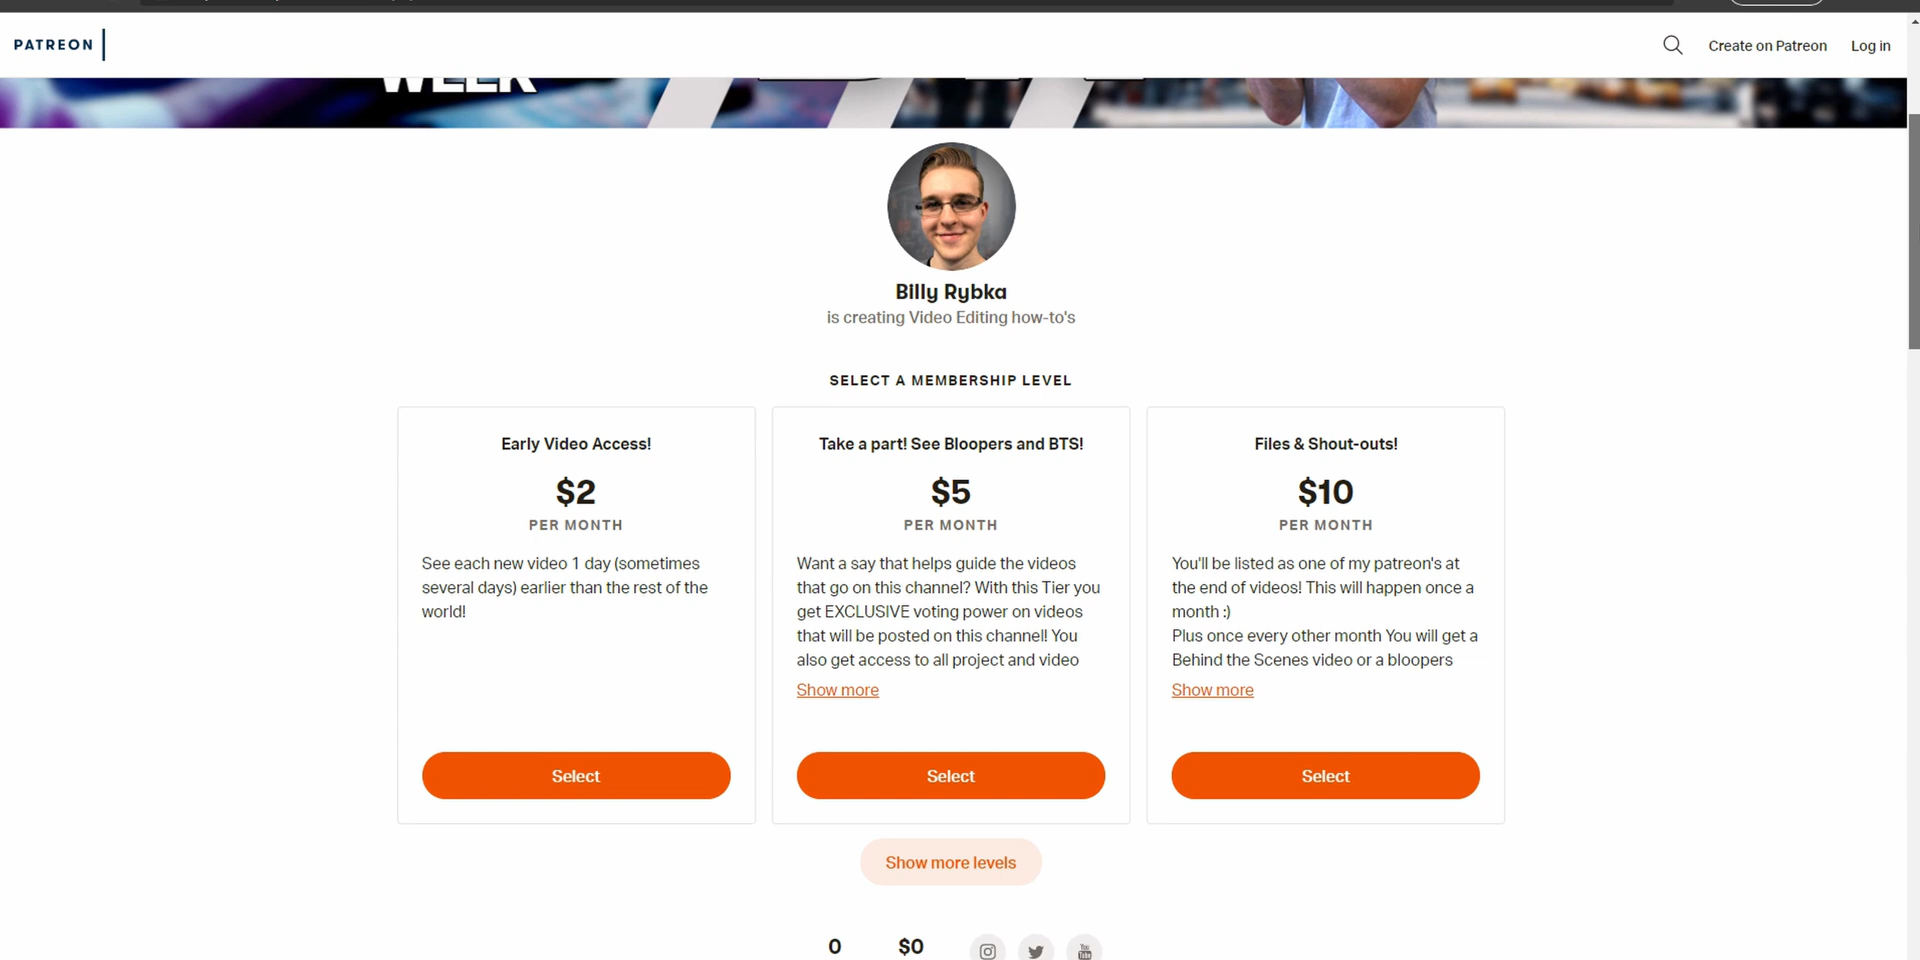 PATREON
Create on Patreon
Log in
WEEK
Billy Rybka
is creating Video Editing how-to's
SELECT A MEMBERSHIP LEVEL
Early Video Access!
$2
PER MONTH
See each new video 1 day (sometimes
several days) earlier than the rest of the
world!
Select
Take a part! See Bloopers and BTS!
$5
PER MONTH
Want a say that helps guide the videos
that go on this channel? With this Tier you
get EXCLUSIVE voting power on videos
that will be posted on this channel! You
also get access to all project and video
Show more
Select
Files & Shout-outs!
$10
PER MONTH
You'll be listed as one of my patreon's at
the end of videos! This will happen once a
month :)
Plus once every other month You will get a
Behind the Scenes video or a bloopers
Show more
Select
Show more levels
0
$0
You
Tube